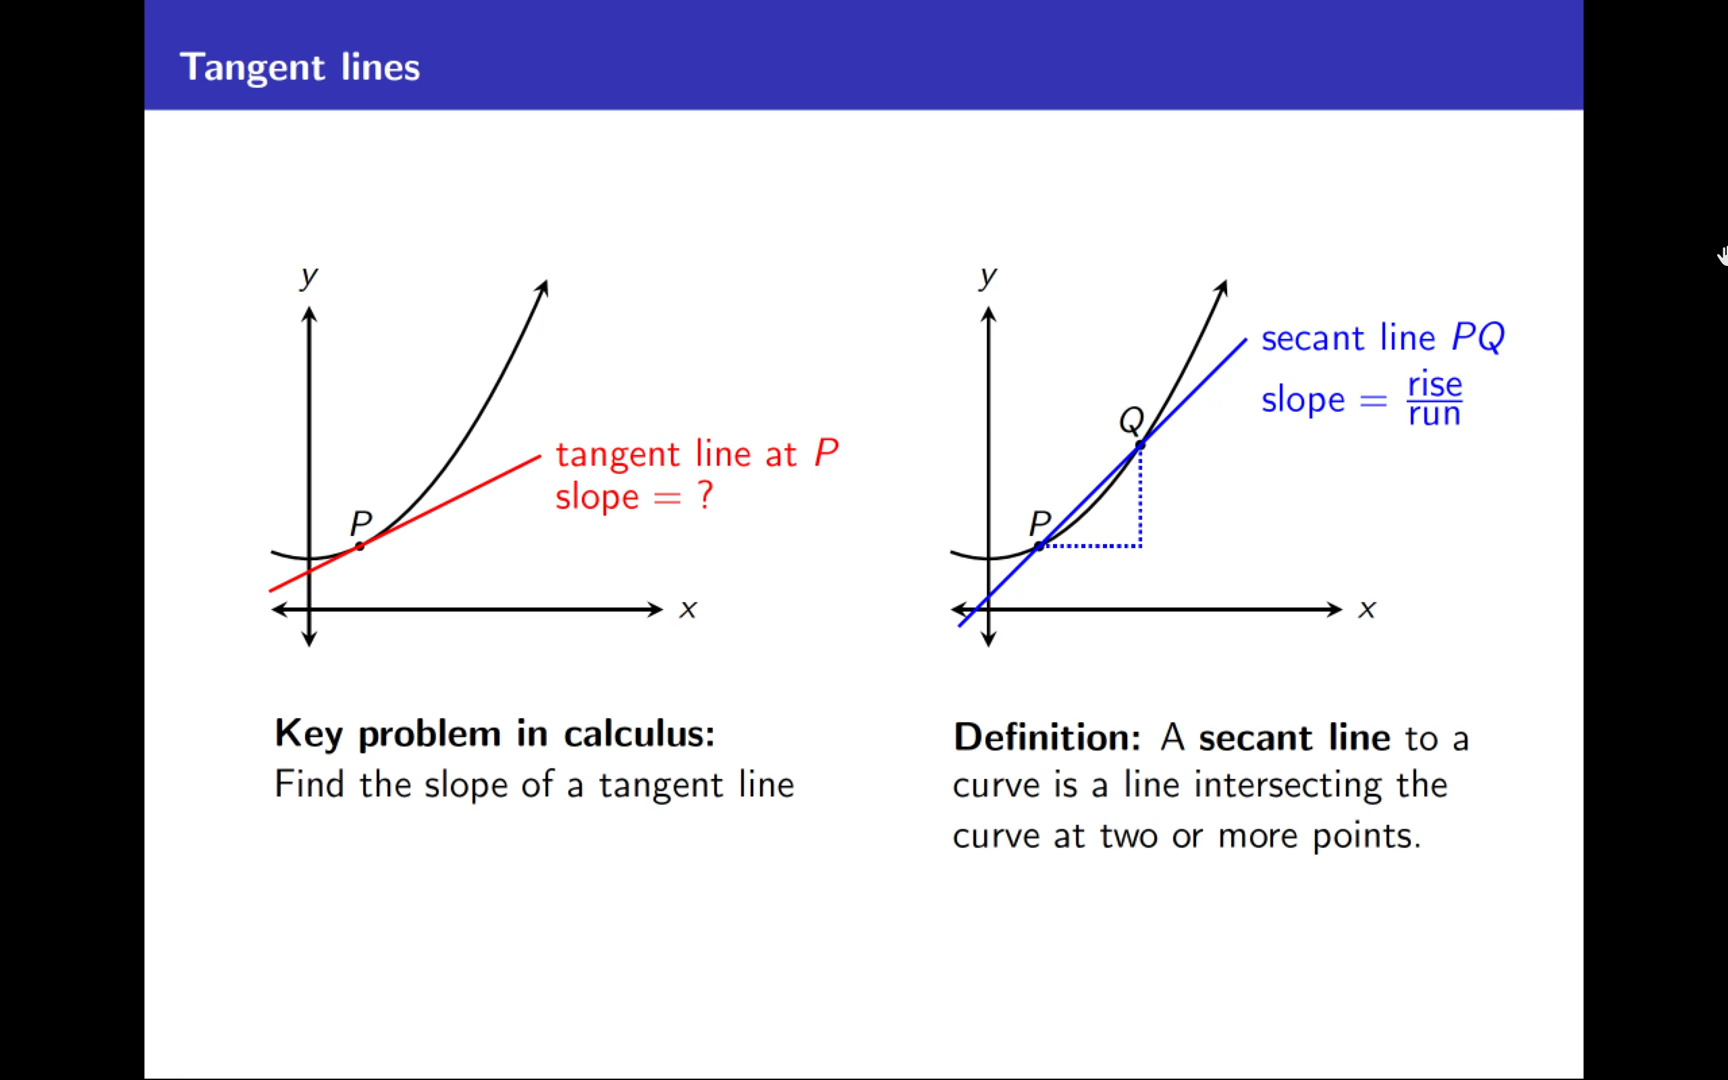 Tangent lines
y
tangent line at P
slope = ?
P
x
Key problem in calculus:
Find the slope of a tangent line
y
secant line PQ
slope = rise/run
Q
P
x
Definition: A secant line to a
curve is a line intersecting the
curve at two or more points.